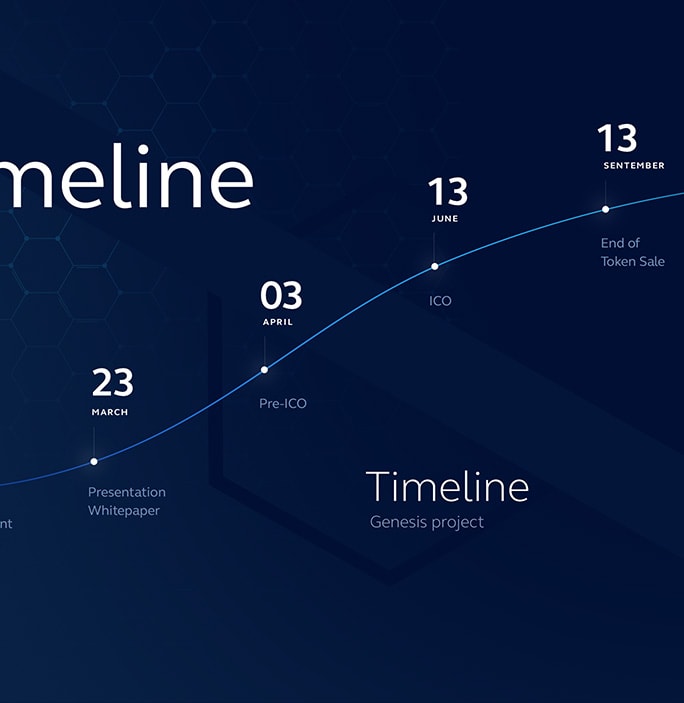 meline
13
SENTEMBER
13
JUNE
End of
Token Sale
03
APRIL
ICO
23
MARCH
Pre-ICO
Timeline
Genesis project
Presentation
Whitepaper
nt